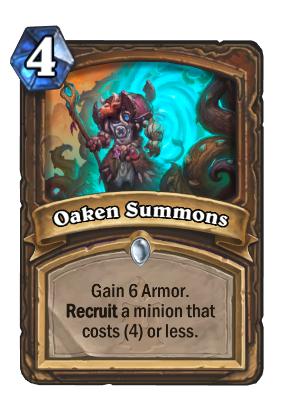 4
Oaken Summons
Gain 6 Armor.
Recruit a minion that
costs (4) or less.